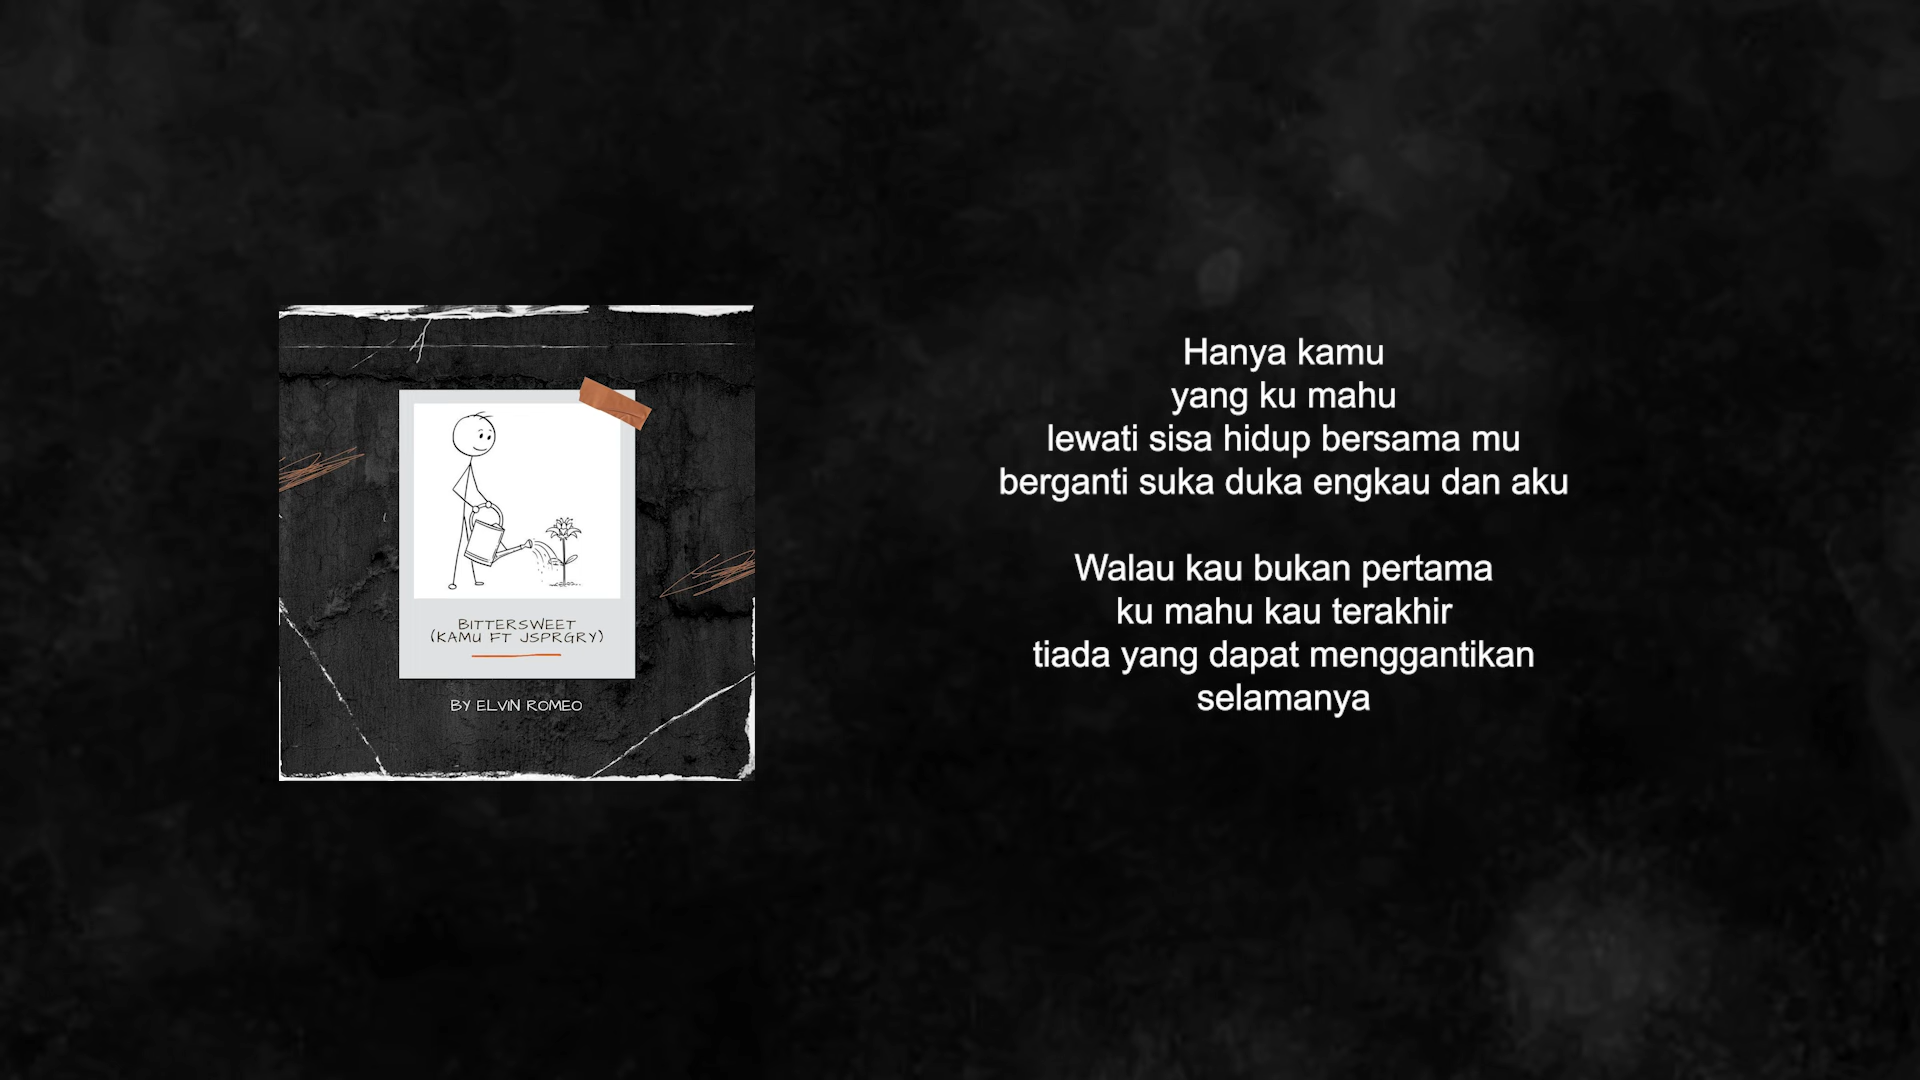 BITTERSWEET
(KAMU FT JSPRGRY)
BY ELVIN ROMEO
Hanya kamu
yang ku mahu
lewati sisa hidup bersama mu
berganti suka duka engkau dan aku
Walau kau bukan pertama
ku mahu kau terakhir
tiada yang dapat menggantikan
selamanya